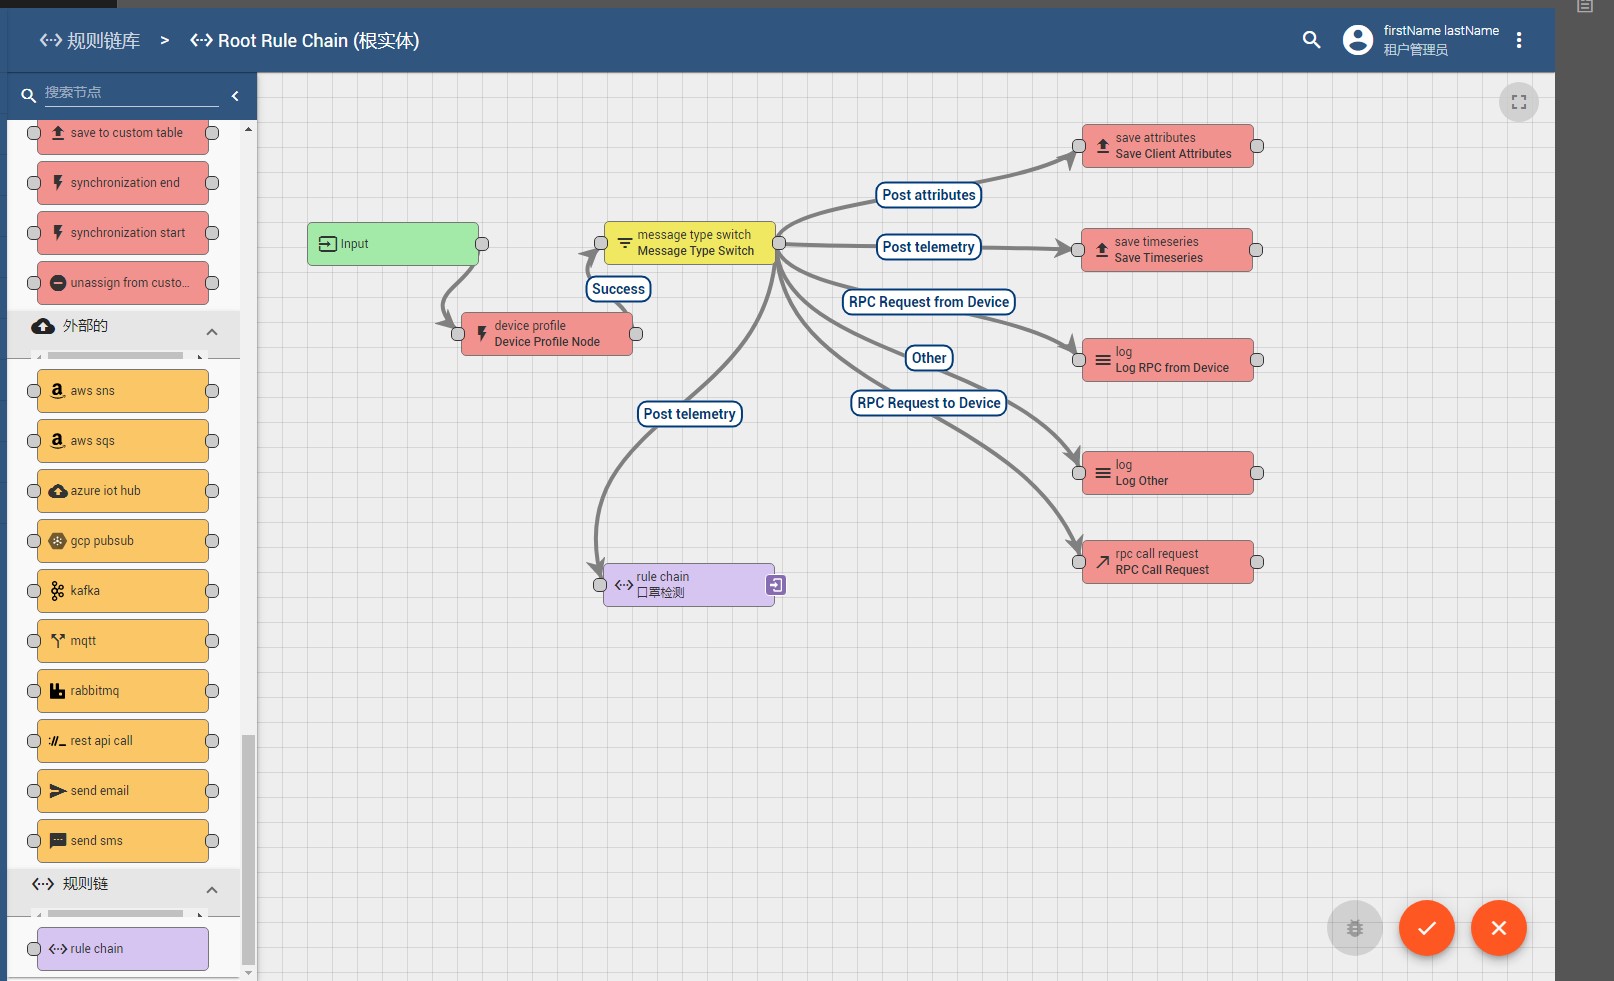 规则链库 > Root Rule Chain (根实体)
firstName lastName
租户管理员
搜索节点
save to custom table
synchronization end
synchronization start
unassign from custo...
外部的
aws sns
aws sqs
azure iot hub
gcp pubsub
kafka
mqtt
rabbitmq
rest api call
send email
send sms
规则链
rule chain
Input
device profile
Device Profile Node
Success
message type switch
Message Type Switch
Post attributes
Post telemetry
RPC Request from Device
Other
RPC Request to Device
Post telemetry
save attributes
Save Client Attributes
save timeseries
Save Timeseries
log
Log RPC from Device
log
Log Other
rpc call request
RPC Call Request
rule chain
口罩检测